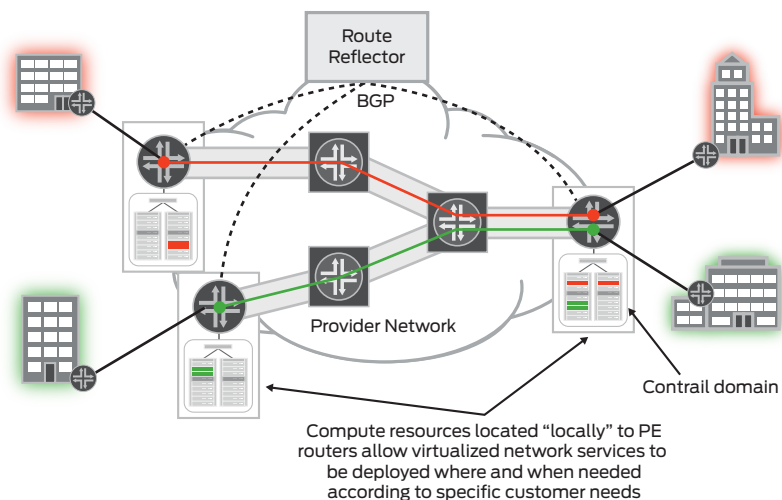 Route
Reflector
BGP
Provider Network
Contrail domain
Compute resources located “locally” to PE
routers allow virtualized network services to
be deployed where and when needed
according to specific customer needs